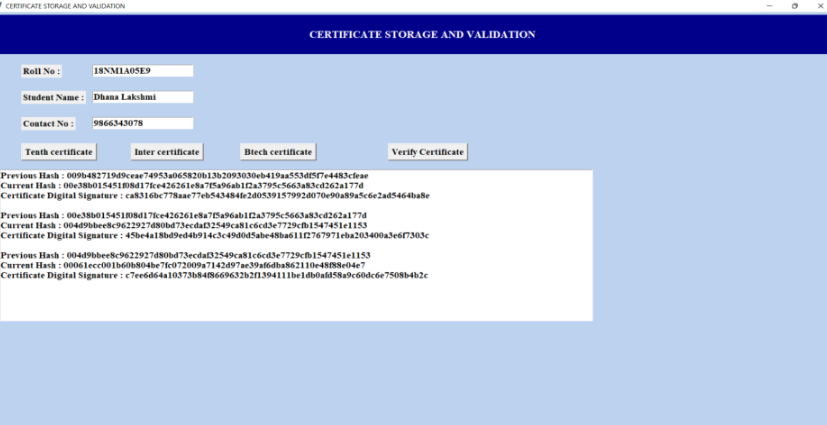 CERTIFICATE STORAGE AND VALIDATION
CERTIFICATE STORAGE AND VALIDATION
Roll No : 18NM1A05E9
Student Name : Dhana Lakshmi
Contact No : 9866343078
Tenth certificate Inter certificate Btech certificate Verify Certificate
Previous Hash : 009b482719d9ceae74953a065820b13b2093030eb419aa553df5f7e4483cfeae
Current Hash : 00e38b015451f08d17fce426261e8a7f5a96ab1f2a3795c5663a83cd262a177d
Certificate Digital Signature : ca8316bc778aae77eb543484fe2d0539157992d070e90a89a5c6e2ad5464ba8e
Previous Hash : 00e38b015451f08d17fce426261e8a7f5a96ab1f2a3795c5663a83cd262a177d
Current Hash : 004d9bbee8c9622927d80bd73ecdaf32549ca81c6cd3e7729cfb1547451e1153
Certificate Digital Signature : 45be4a18bd9ed4b914c3c49d0d5abe48ba611f2767971eba203400a3e6f7303c
Previous Hash : 004d9bbee8c9622927d80bd73ecdaf32549ca81c6cd3e7729cfb1547451e1153
Current Hash : 00061ecc001b60b804be7fc072009a7142d97ae39af6dba862110e48f88e04e7
Certificate Digital Signature : c7ee6d64a10373b84f8669632b2f1394111be1db0afd58a9c60dc6e7508b4b2c